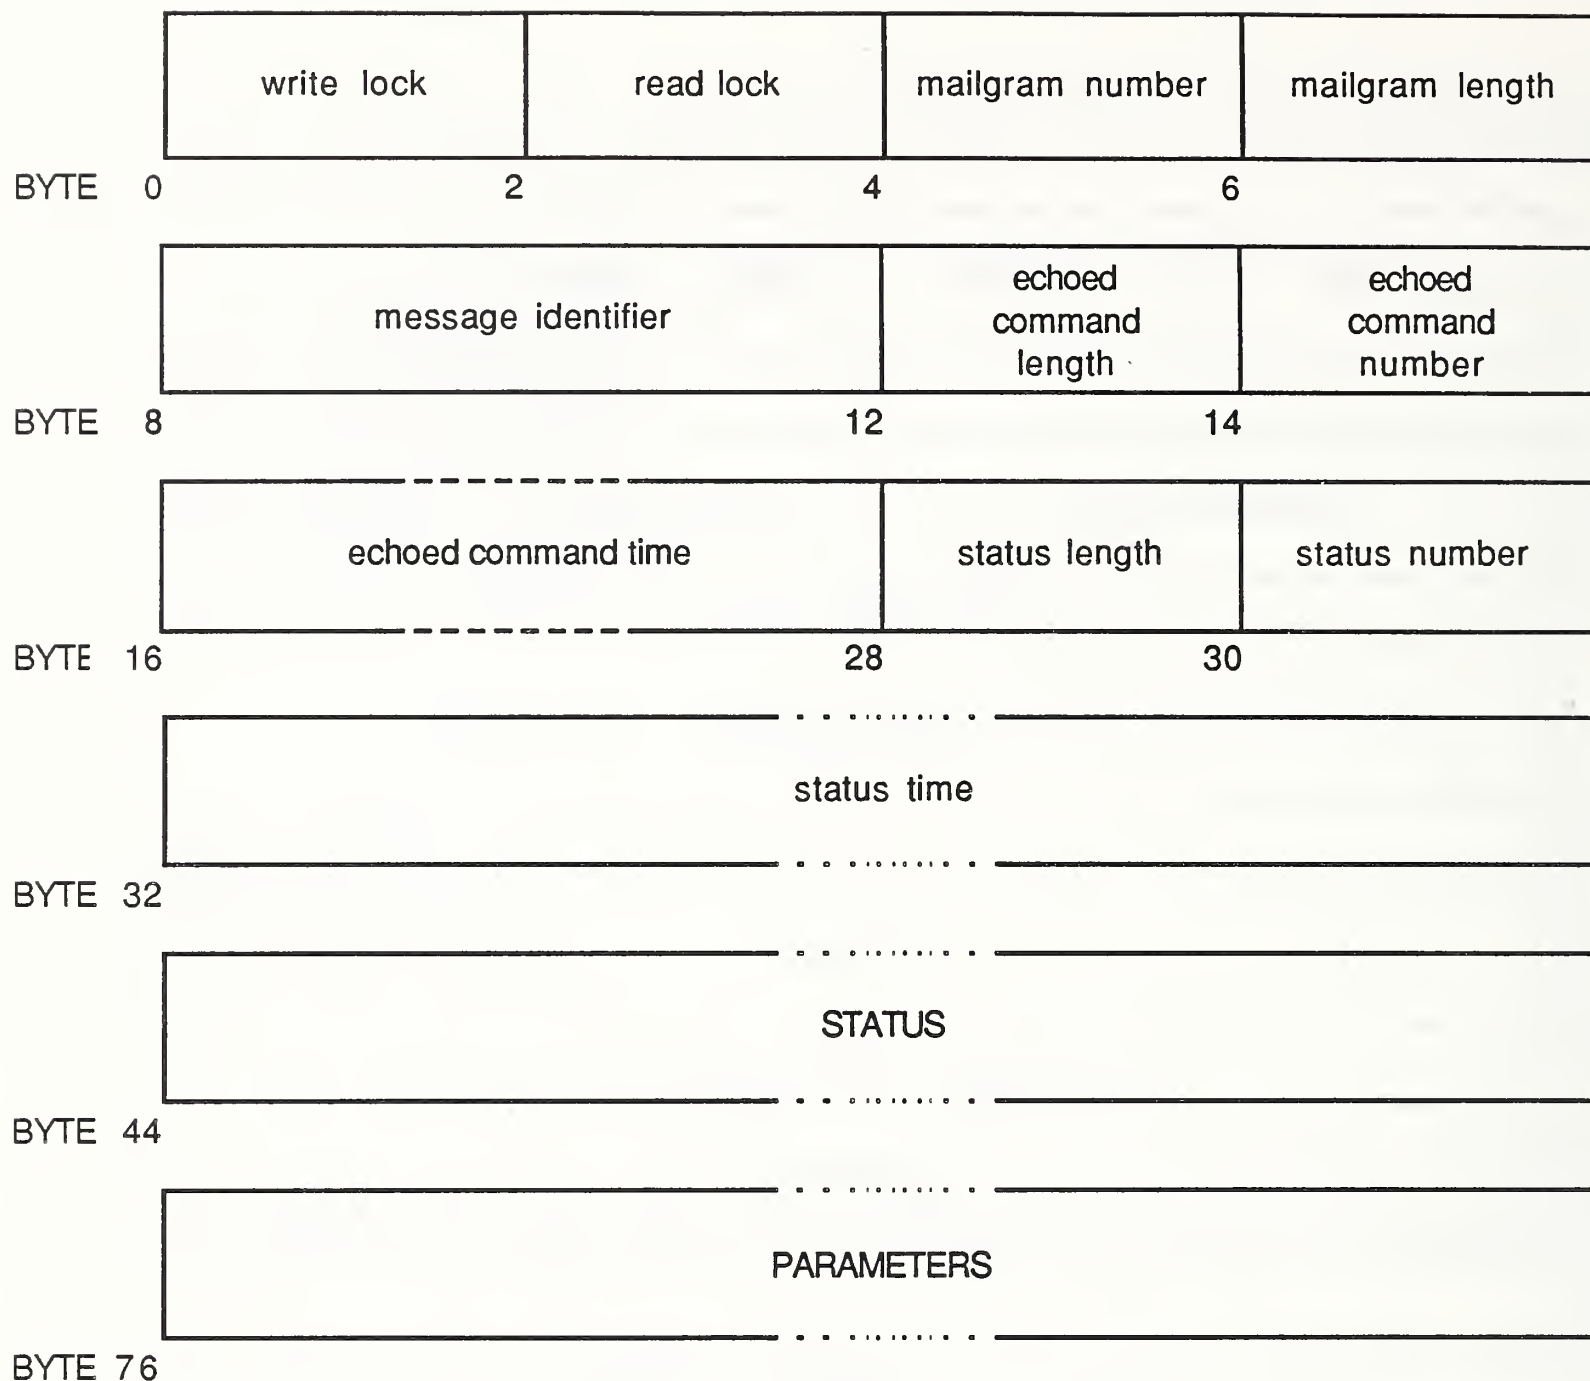 write lock read lock mailgram number mailgram length
BYTE 0 2 4 6
message identifier
echoed
command
length
echoed
command
number
BYTE 8 12 14
echoed command time status length status number
BYTE 16 28 30
status time
BYTE 32
STATUS
BYTE 44
PARAMETERS
BYTE 76